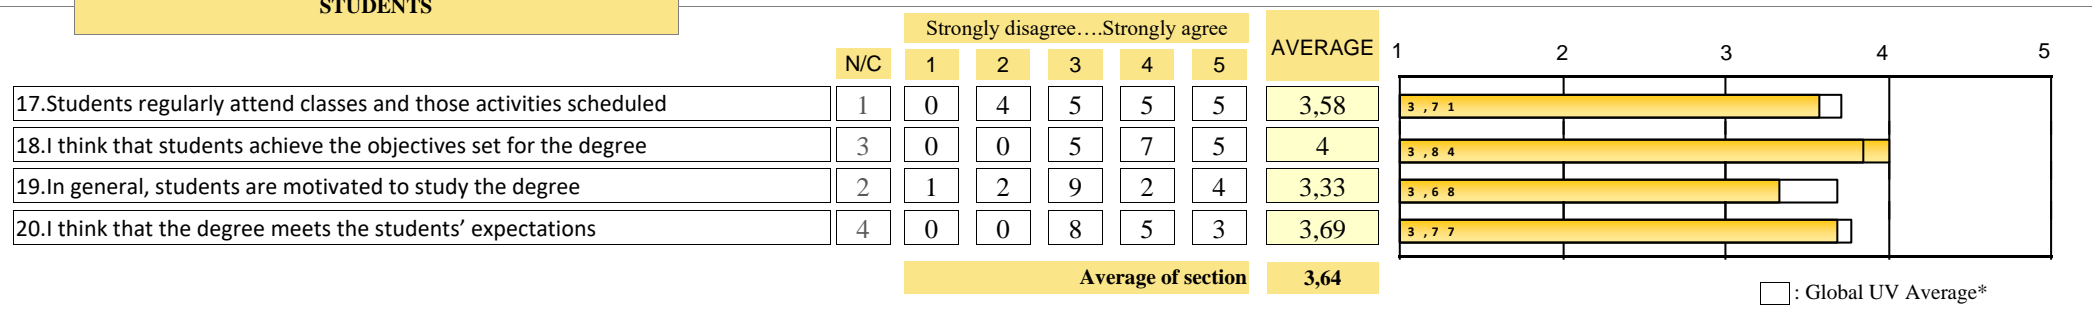 STUDENTS
Strongly disagree….Strongly agree
AVERAGE
1 2 3 4 5
N/C 1 2 3 4 5
17.Students regularly attend classes and those activities scheduled 1 0 4 5 5 5 3,58 3,71
18.I think that students achieve the objectives set for the degree 3 0 0 5 7 5 4 3,84
19.In general, students are motivated to study the degree 2 1 2 9 2 4 3,33 3,68
20.I think that the degree meets the students’ expectations 4 0 0 8 5 3 3,69 3,77
Average of section 3,64
: Global UV Average*